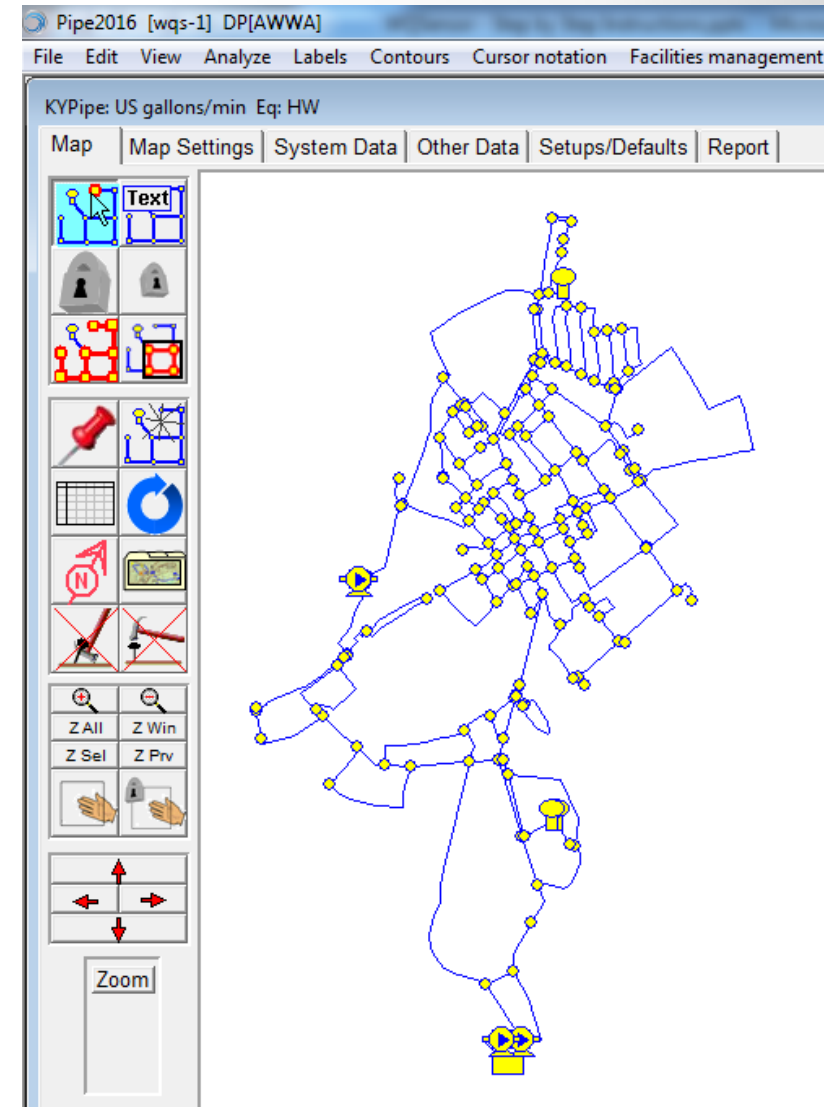 Pipe2016 [wqs-1] DP[AWWA]
File Edit View Analyze Labels Contours Cursor notation Facilities management
KYPipe: US gallons/min Eq: HW
Map Map Settings System Data Other Data Setups/Defaults Report
Text
N
Z All Z Win
Z Sel Z Prv
Zoom